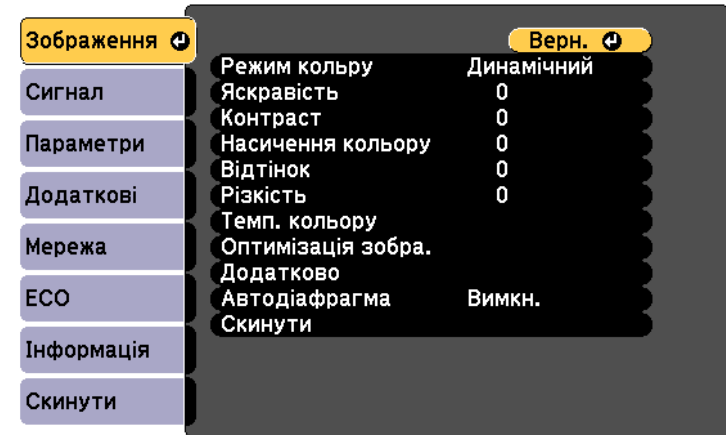 Зображення
Сигнал
Параметри
Додаткові
Мережа
ECO
Інформація
Скинути
Верн.
Режим кольру Динамічний
Яскравість 0
Контраст 0
Насичення кольору 0
Відтінок 0
Різкість 0
Темп. кольору
Оптимізація зобра.
Додатково
Автодіафрагма Вимкн.
Скинути